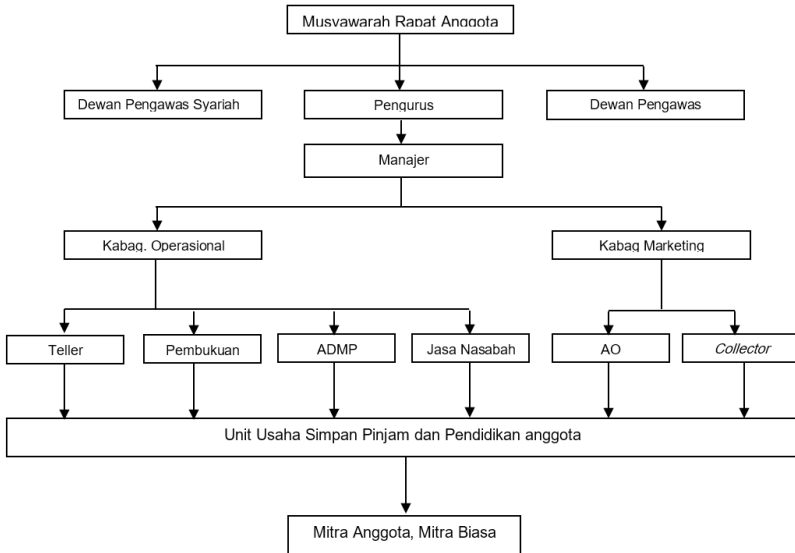 Musyawarah Rapat Anggota
Dewan Pengawas Syariah
Pengurus
Dewan Pengawas
Manajer
Kabag. Operasional
Kabag Marketing
Teller
Pembukuan
ADMP
Jasa Nasabah
AO
Collector
Unit Usaha Simpan Pinjam dan Pendidikan anggota
Mitra Anggota, Mitra Biasa